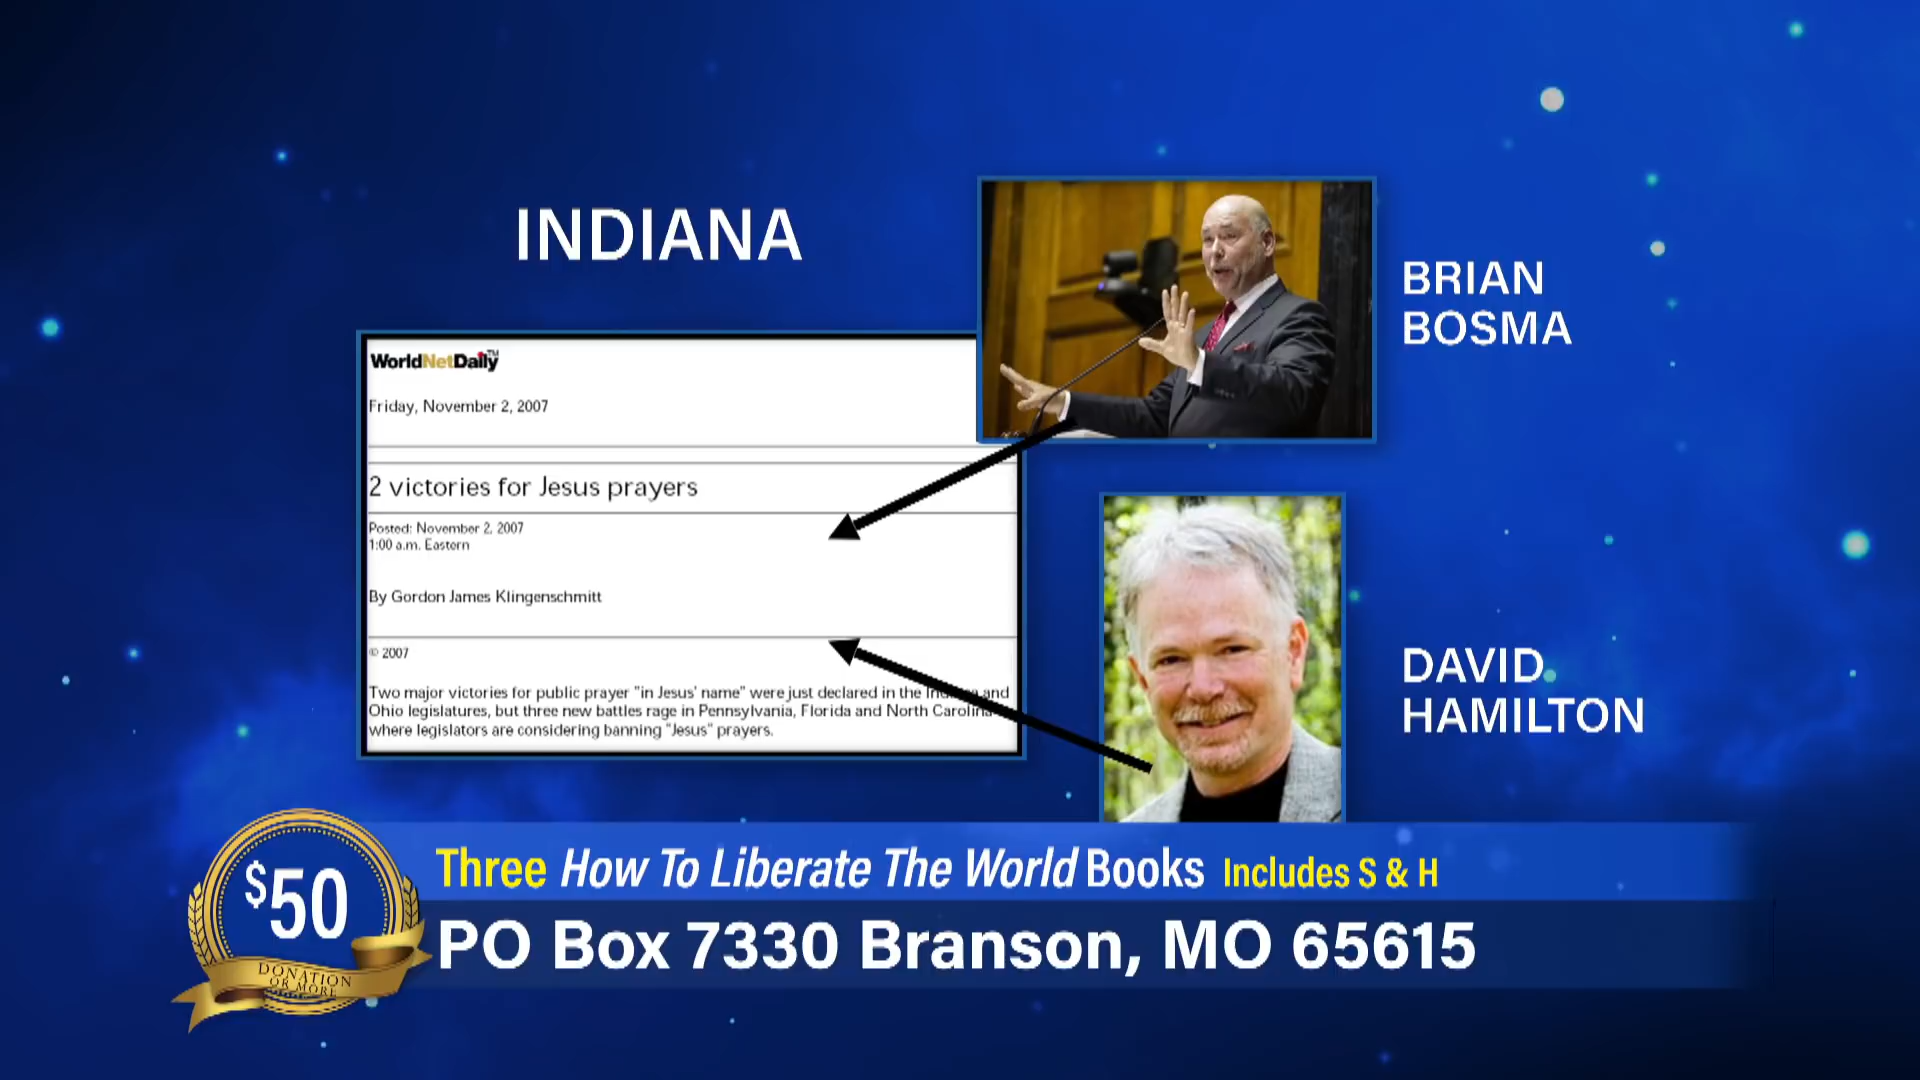 INDIANA
BRIAN
BOSMA
WorldNetDaily™
Friday, November 2, 2007
2 victories for Jesus prayers
Posted: November 2, 2007
1:00 a.m. Eastern
By Gordon James Klingenschmitt
© 2007
Two major victories for public prayer "in Jesus' name" were just declared in the Indiana and
Ohio legislatures, but three new battles rage in Pennsylvania, Florida and North Carolina
where legislators are considering banning "Jesus" prayers.
DAVID
HAMILTON
$50
DONATION
OR MORE
Three How To Liberate The World Books Includes S & H
PO Box 7330 Branson, MO 65615